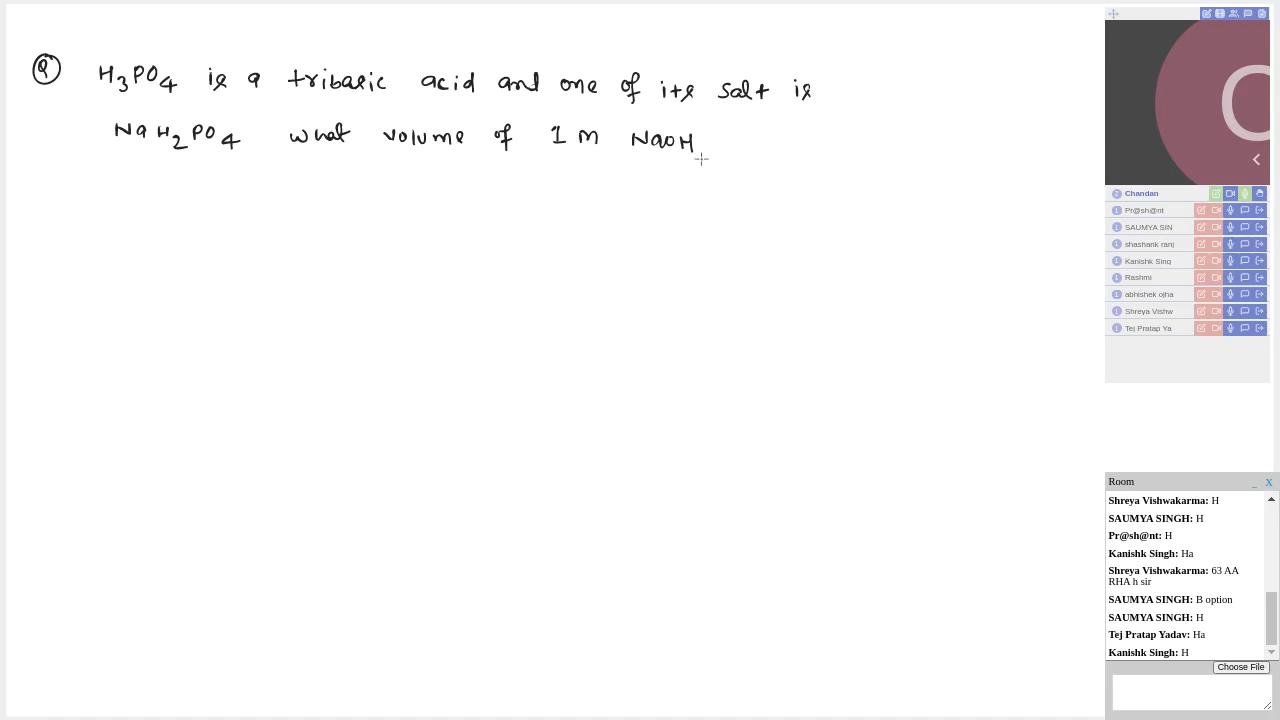 Q H3PO4 is a tribasic acid and one of its salt is
NaH2PO4 what volume of 1 M NaOH
C
Chandan
Pr@sh@nt
SAUMYA SIN
shashank ranj
Kanishk Sing
Rashmi
abhishek ojha
Shreya Vishw
Tej Pratap Ya
Room _ X
Shreya Vishwakarma: H
SAUMYA SINGH: H
Pr@sh@nt: H
Kanishk Singh: Ha
Shreya Vishwakarma: 63 AA
RHA h sir
SAUMYA SINGH: B option
SAUMYA SINGH: H
Tej Pratap Yadav: Ha
Kanishk Singh: H
Choose File